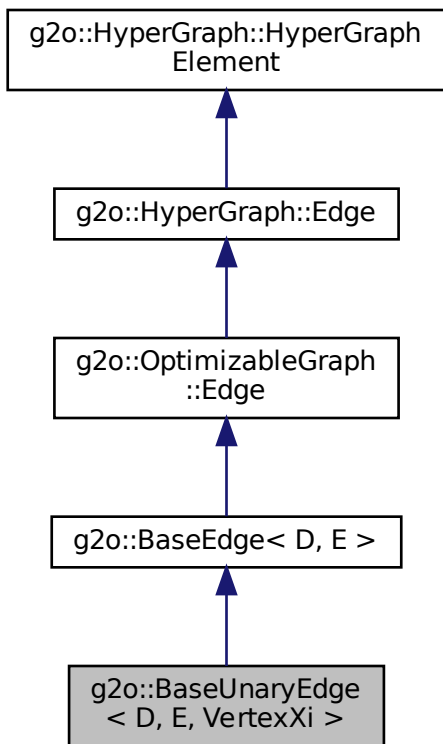 g2o::HyperGraph::HyperGraph
Element
g2o::HyperGraph::Edge
g2o::OptimizableGraph
::Edge
g2o::BaseEdge< D, E >
g2o::BaseUnaryEdge
< D, E, VertexXi >